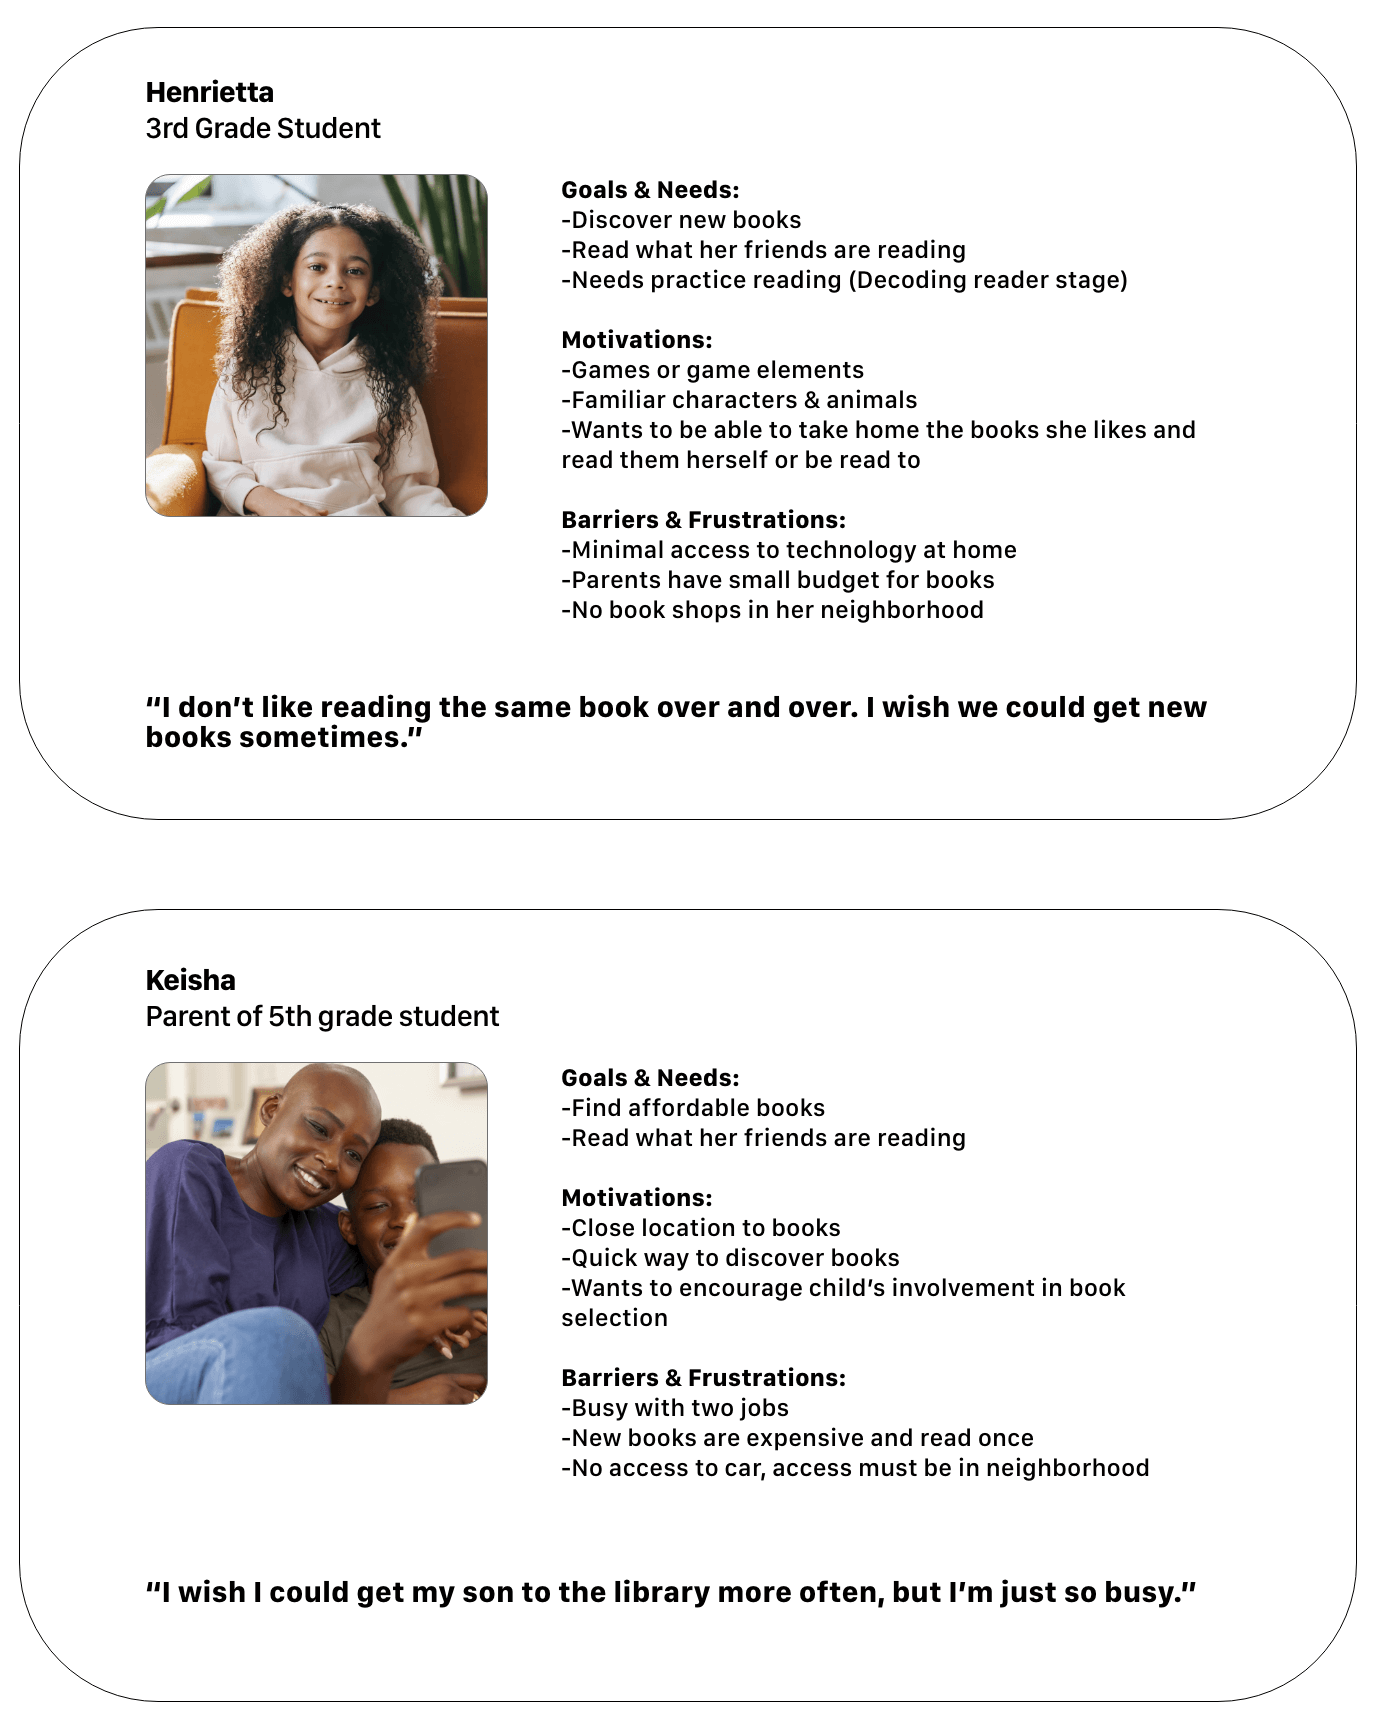 Henrietta
3rd Grade Student
Goals & Needs:
-Discover new books
-Read what her friends are reading
-Needs practice reading (Decoding reader stage)
Motivations:
-Games or game elements
-Familiar characters & animals
-Wants to be able to take home the books she likes and
read them herself or be read to
Barriers & Frustrations:
-Minimal access to technology at home
-Parents have small budget for books
-No book shops in her neighborhood
“I don’t like reading the same book over and over. I wish we could get new
books sometimes.”
Keisha
Parent of 5th grade student
Goals & Needs:
-Find affordable books
-Read what her friends are reading
Motivations:
-Close location to books
-Quick way to discover books
-Wants to encourage child’s involvement in book
selection
Barriers & Frustrations:
-Busy with two jobs
-New books are expensive and read once
-No access to car, access must be in neighborhood
“I wish I could get my son to the library more often, but I’m just so busy.”